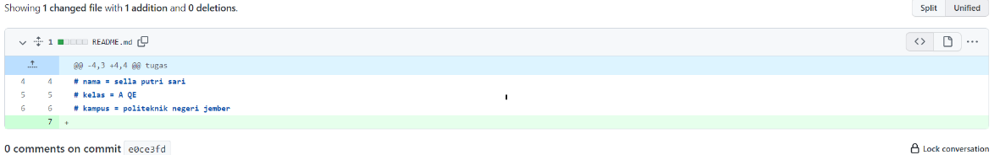 Showing 1 changed file with 1 addition and 0 deletions.
Split Unified
1 README.md
@@ -4,3 +4,4 @@ tugas
4 4 # nama = sella putri sari
5 5 # kelas = A QE
6 6 # kampus = politeknik negeri jember
7 +
0 comments on commit e0ce3fd
Lock conversation